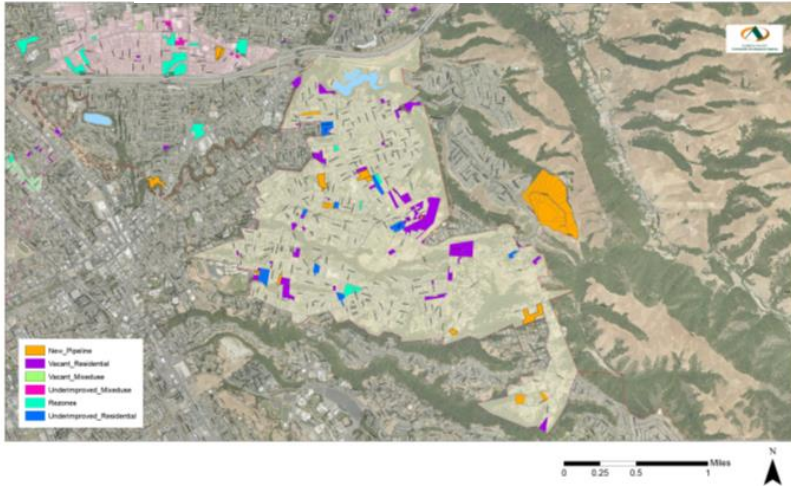 New_Pipeline
Vacant_Residential
Vacant_Mixeduse
Underimproved_Mixeduse
Rezones
Underimproved_Residential
0 0.25 0.5 1 Miles
N